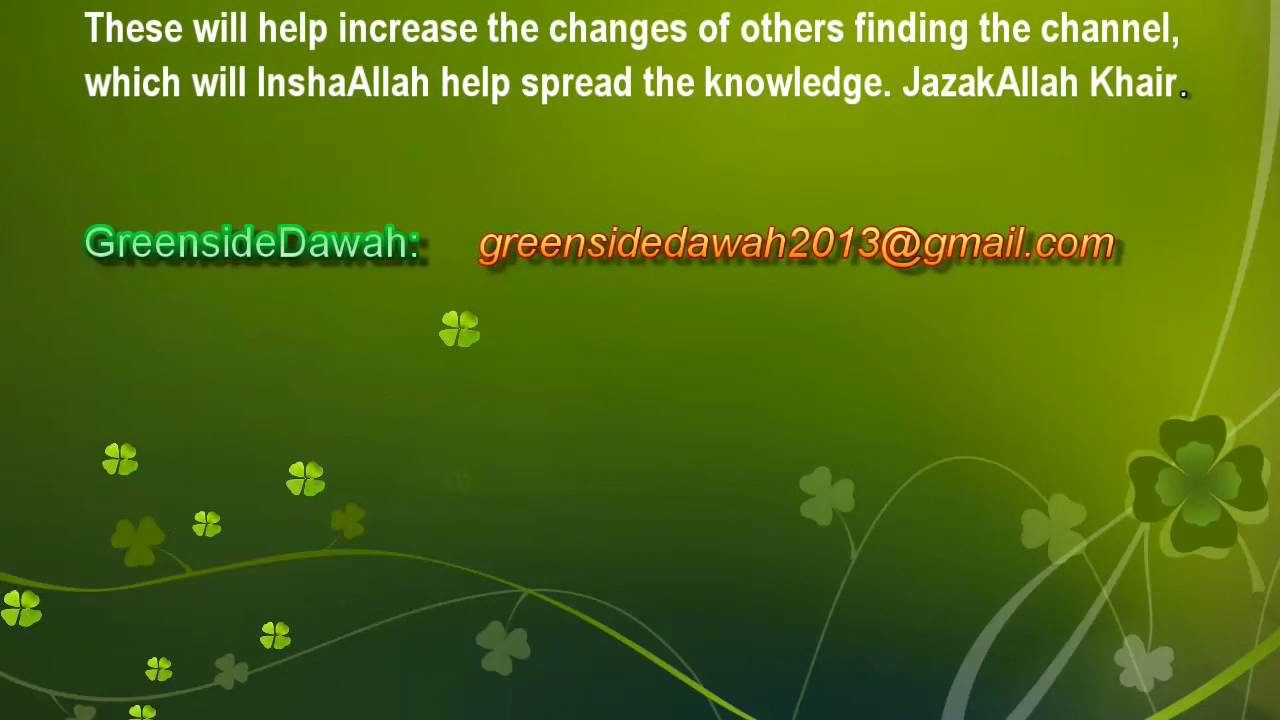 These will help increase the changes of others finding the channel,
which will InshaAllah help spread the knowledge. JazakAllah Khair.
GreensideDawah: greensidedawah2013@gmail.com